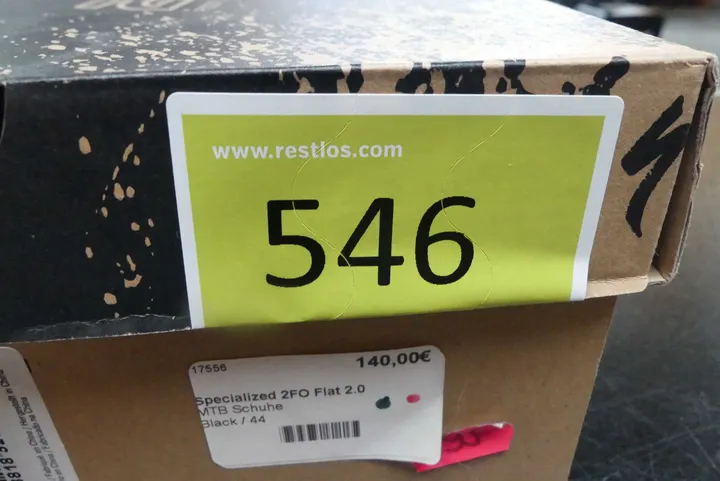 www.restlos.com
546
17556
140,00€
Specialized 2FO Flat 2.0
MTB Schuhe
Black / 44